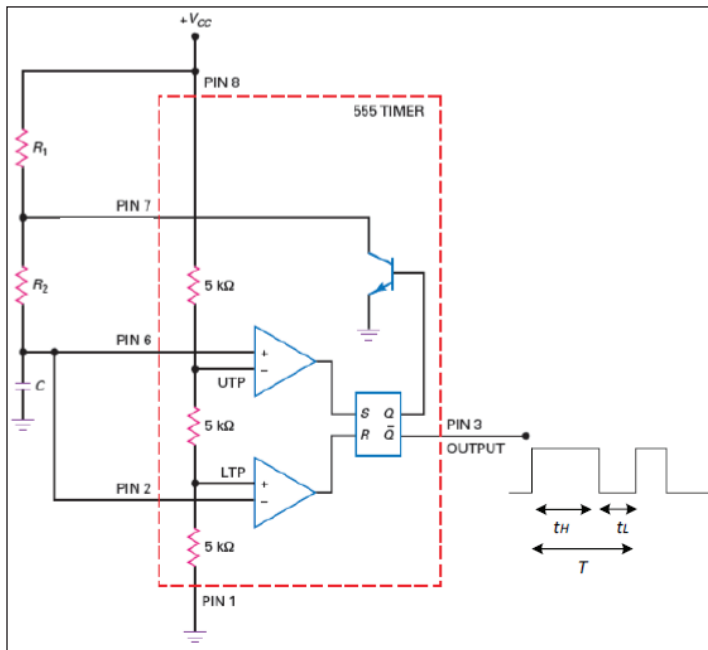 +VCC
PIN 8
555 TIMER
R1
PIN 7
R2
5 kΩ
PIN 6
+
−
UTP
C
5 kΩ
S Q
R Q̅
PIN 3
OUTPUT
LTP
+
−
PIN 2
tH tL
5 kΩ
T
PIN 1